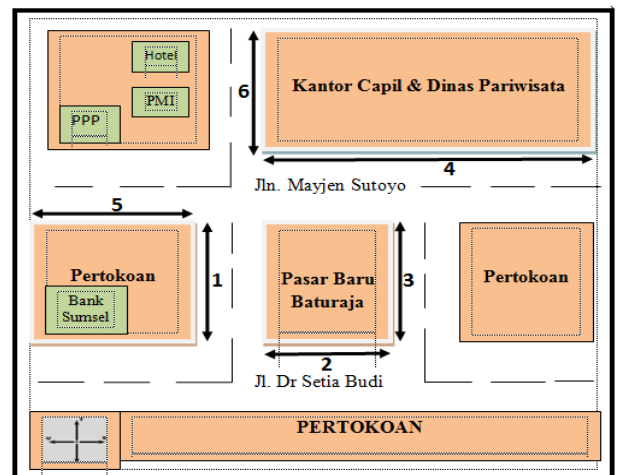 Hotel
PMI
PPP
6
Kantor Capil & Dinas Pariwisata
4
Jln. Mayjen Sutoyo
5
Pertokoan
Bank
Sumsel
1
Pasar Baru
Baturaja
3
Pertokoan
2
Jl. Dr Setia Budi
PERTOKOAN